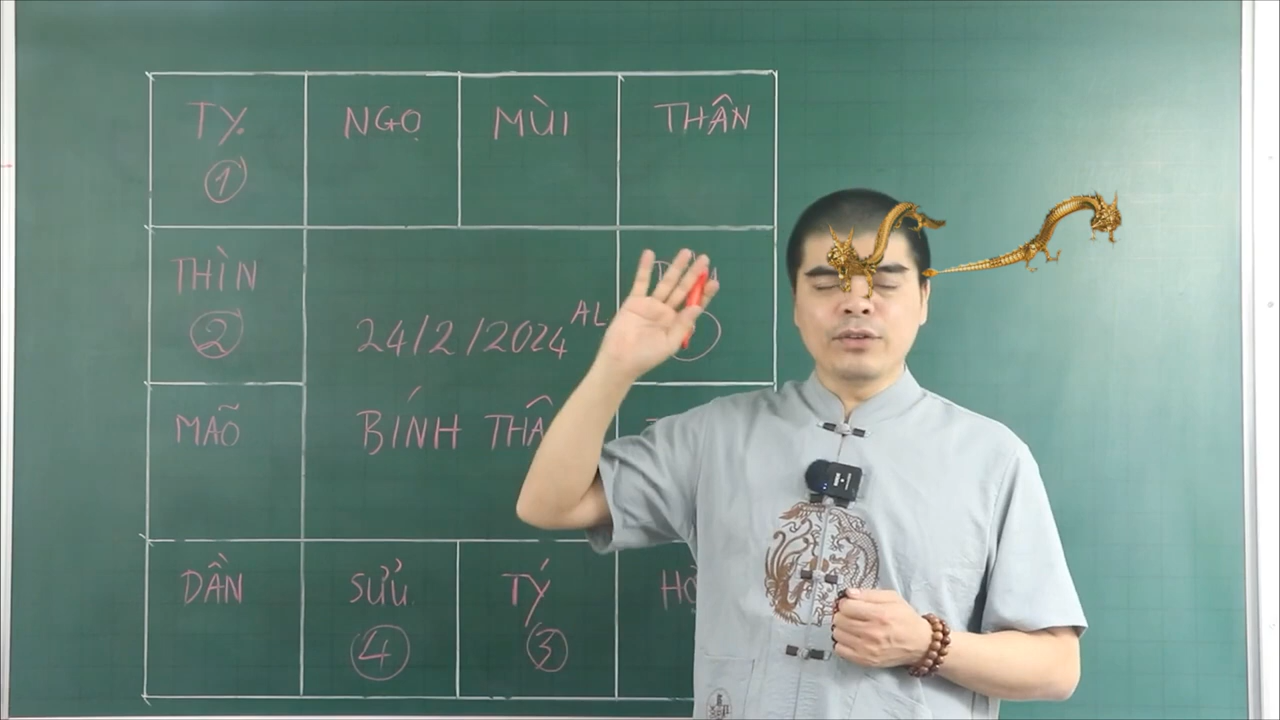 TỴ
①
NGỌ
MÙI
THÂN
THÌN
②
24/2/2024 AL
BÍNH
MÃO
DẦN
SỬU
④
TÝ
③